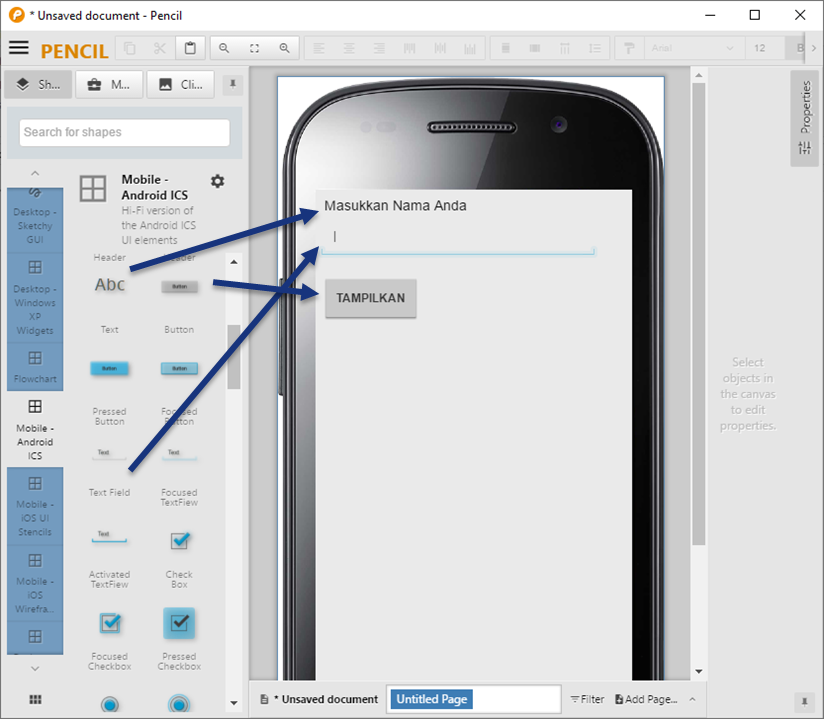 * Unsaved document - Pencil
PENCIL
Arial
12
B
Sh...
M...
Cli...
Search for shapes
Mobile -
Android ICS
Hi-Fi version of
the Android ICS
UI elements
Desktop -
Sketchy
GUI
Desktop -
Windows
XP
Widgets
Flowchart
Mobile -
Android
ICS
Mobile -
iOS UI
Stencils
Mobile -
iOS
Wirefra...
Header
Header
Abc
Button
Text
Button
Button
Button
Pressed
Button
Focused
Button
Text
Text
Text Field
Focused
TextFiew
Text
Activated
TextFiew
Check
Box
Focused
Checkbox
Pressed
Checkbox
Masukkan Nama Anda
TAMPILKAN
Properties
Select
objects in
the canvas
to edit
properties.
* Unsaved document
Untitled Page
Filter
Add Page...